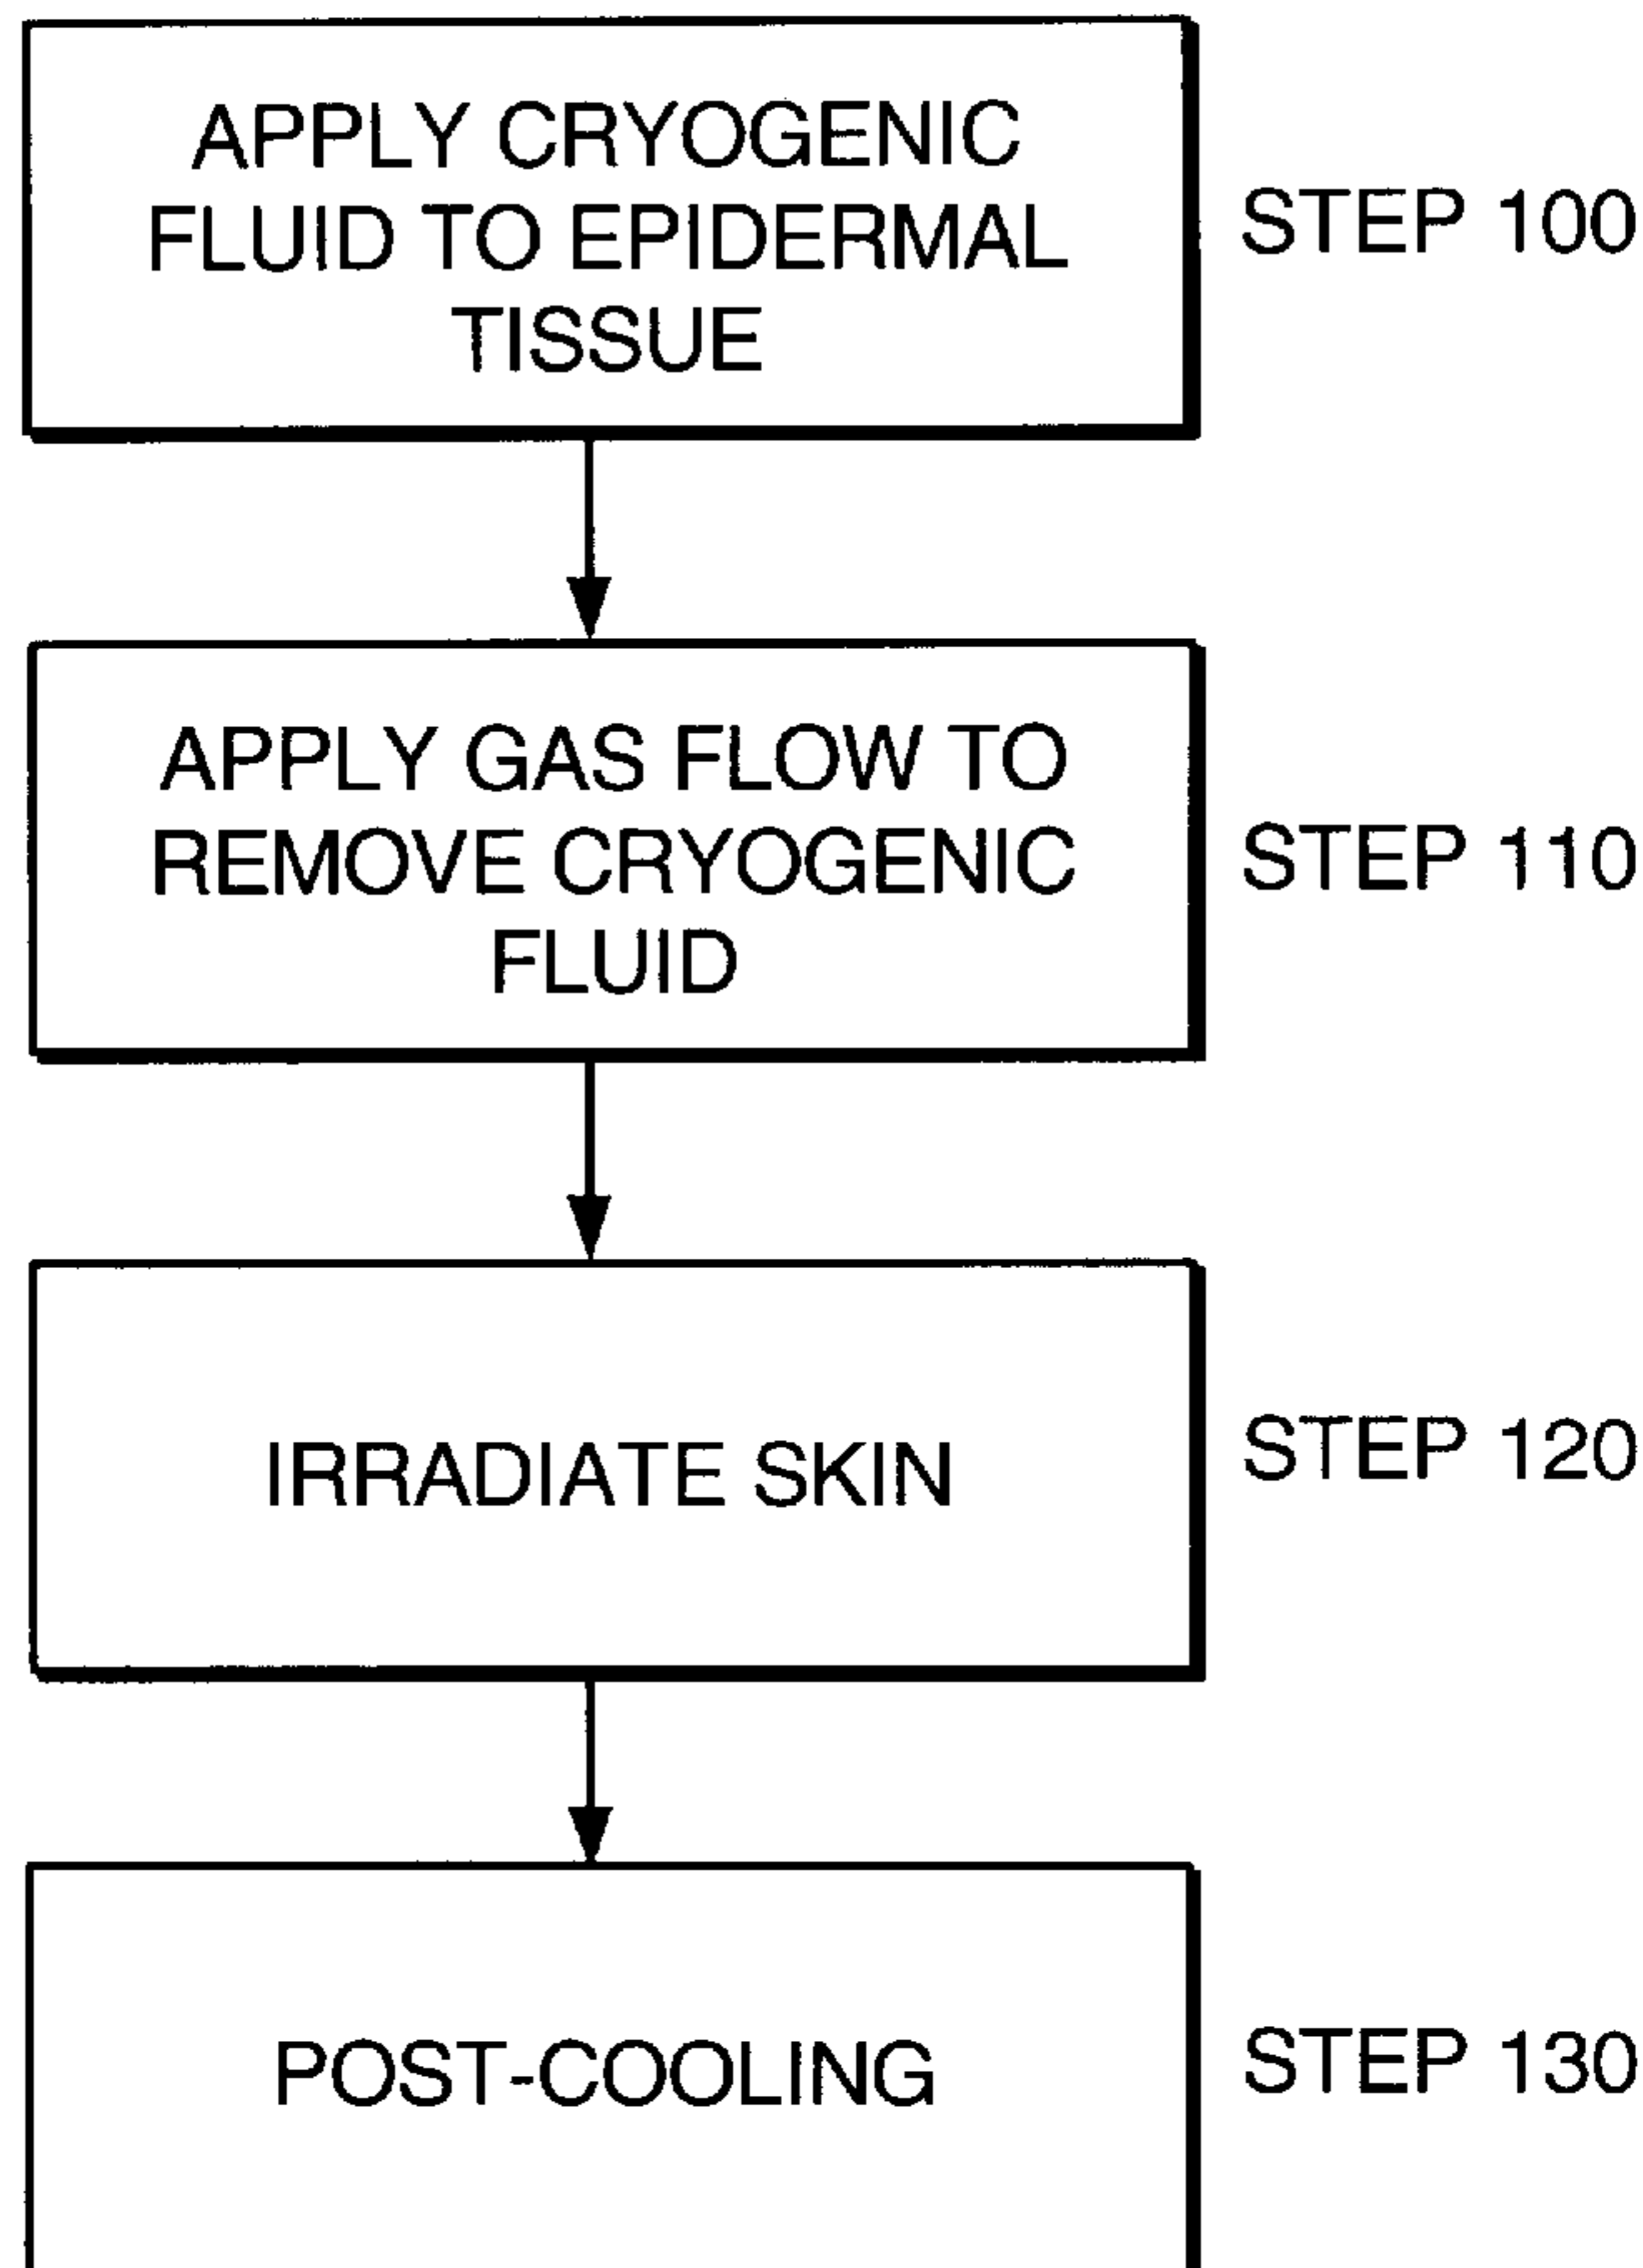 APPLY CRYOGENIC
FLUID TO EPIDERMAL
TISSUE
STEP 100
APPLY GAS FLOW TO
REMOVE CRYOGENIC
FLUID
STEP 110
IRRADIATE SKIN
STEP 120
POST-COOLING
STEP 130